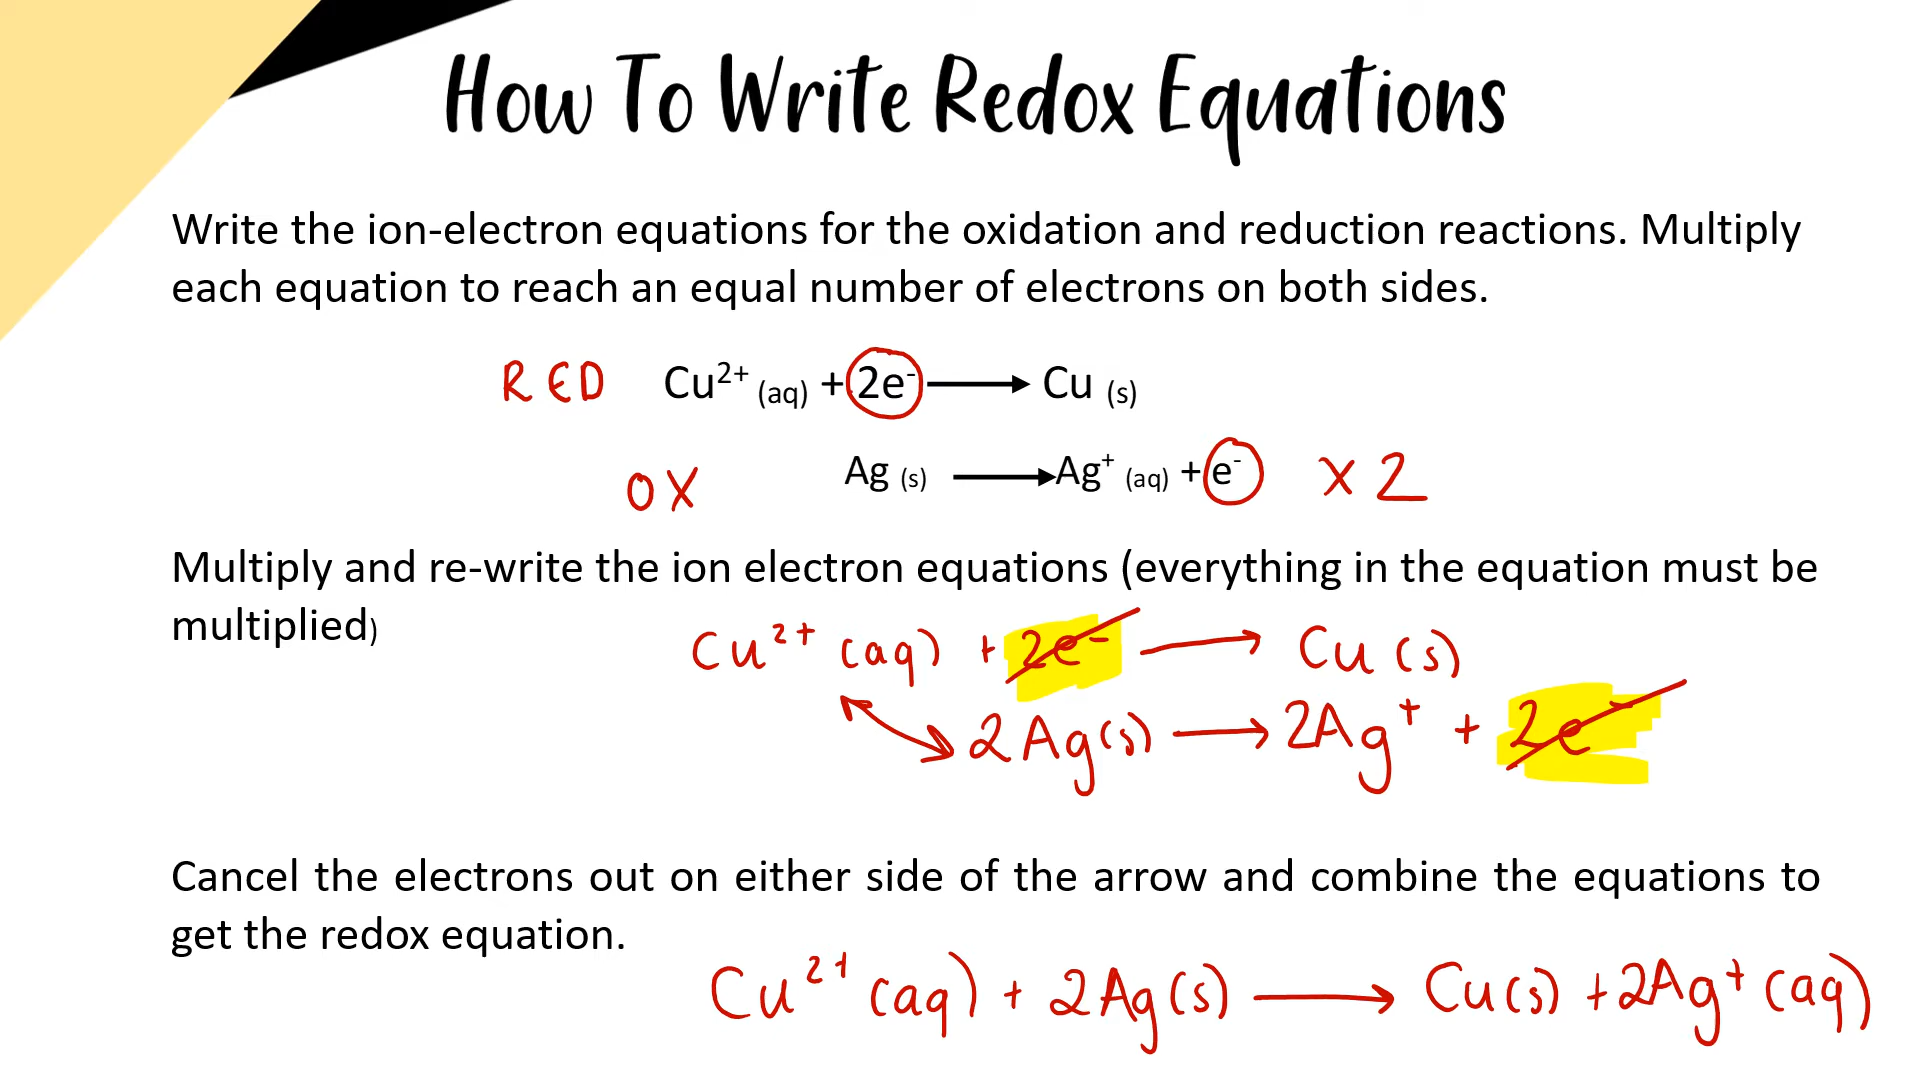 How To Write Redox Equations
Write the ion-electron equations for the oxidation and reduction reactions. Multiply
each equation to reach an equal number of electrons on both sides.
RED Cu²⁺ (aq) + 2e⁻ ⟶ Cu (s)
OX Ag (s) ⟶ Ag⁺ (aq) + e⁻ x 2
Multiply and re-write the ion electron equations (everything in the equation must be
multiplied)
Cu²⁺ (aq) + 2e⁻ ⟶ Cu (s)
2Ag(s) ⟶ 2Ag⁺ + 2e⁻
Cancel the electrons out on either side of the arrow and combine the equations to
get the redox equation.
Cu²⁺ (aq) + 2Ag(s) ⟶ Cu(s) + 2Ag⁺ (aq)